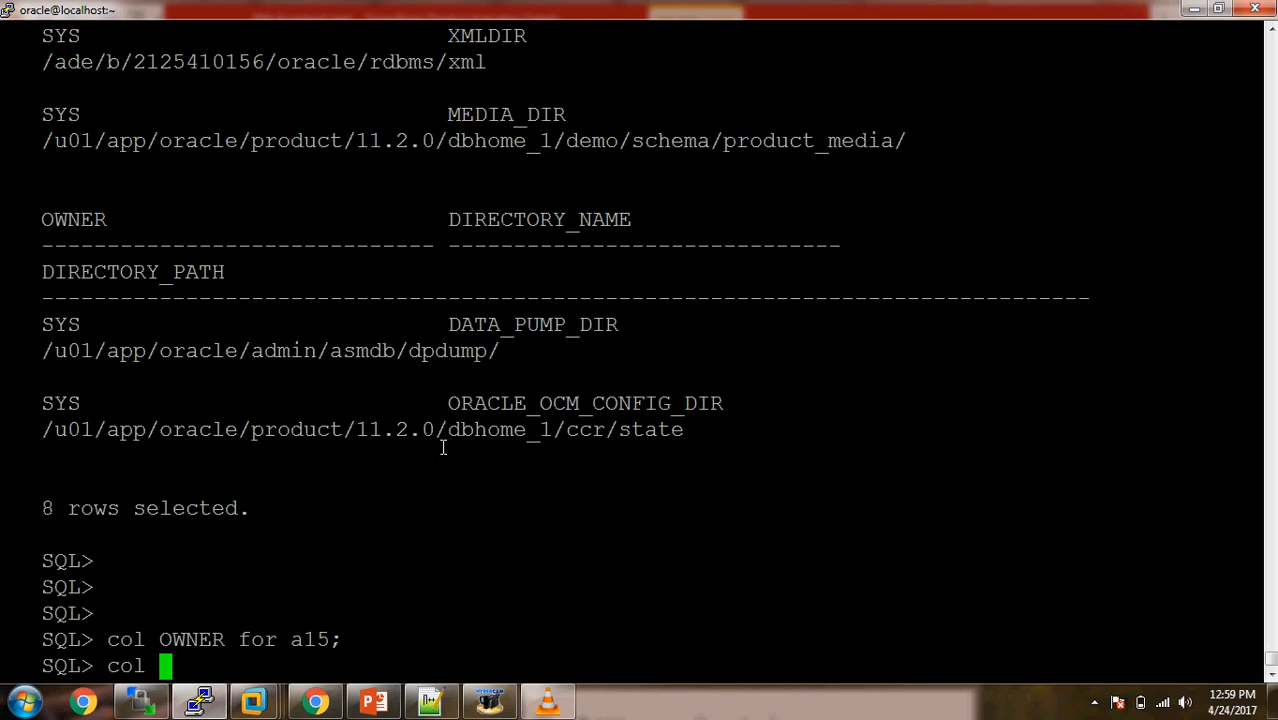 oracle@localhost:~
SYS XMLDIR
/ade/b/2125410156/oracle/rdbms/xml
SYS MEDIA_DIR
/u01/app/oracle/product/11.2.0/dbhome_1/demo/schema/product_media/
OWNER DIRECTORY_NAME
------------------------------ ------------------------------
DIRECTORY_PATH
--------------------------------------------------------------------------------
SYS DATA_PUMP_DIR
/u01/app/oracle/admin/asmdb/dpdump/
SYS ORACLE_OCM_CONFIG_DIR
/u01/app/oracle/product/11.2.0/dbhome_1/ccr/state
8 rows selected.
SQL>
SQL>
SQL>
SQL> col OWNER for a15;
SQL> col
12:59 PM
4/24/2017